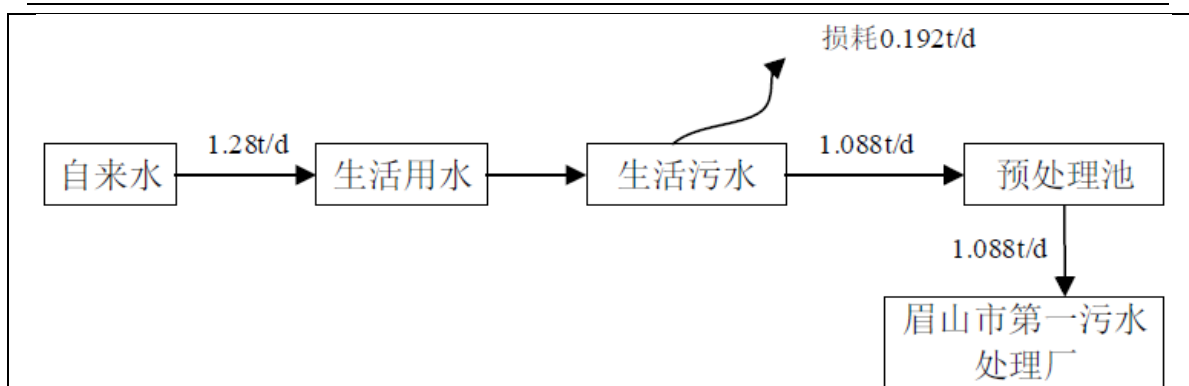 损耗0.192t/d
1.28t/d
1.088t/d
自来水
生活用水
生活污水
预处理池
1.088t/d
眉山市第一污水
处理厂